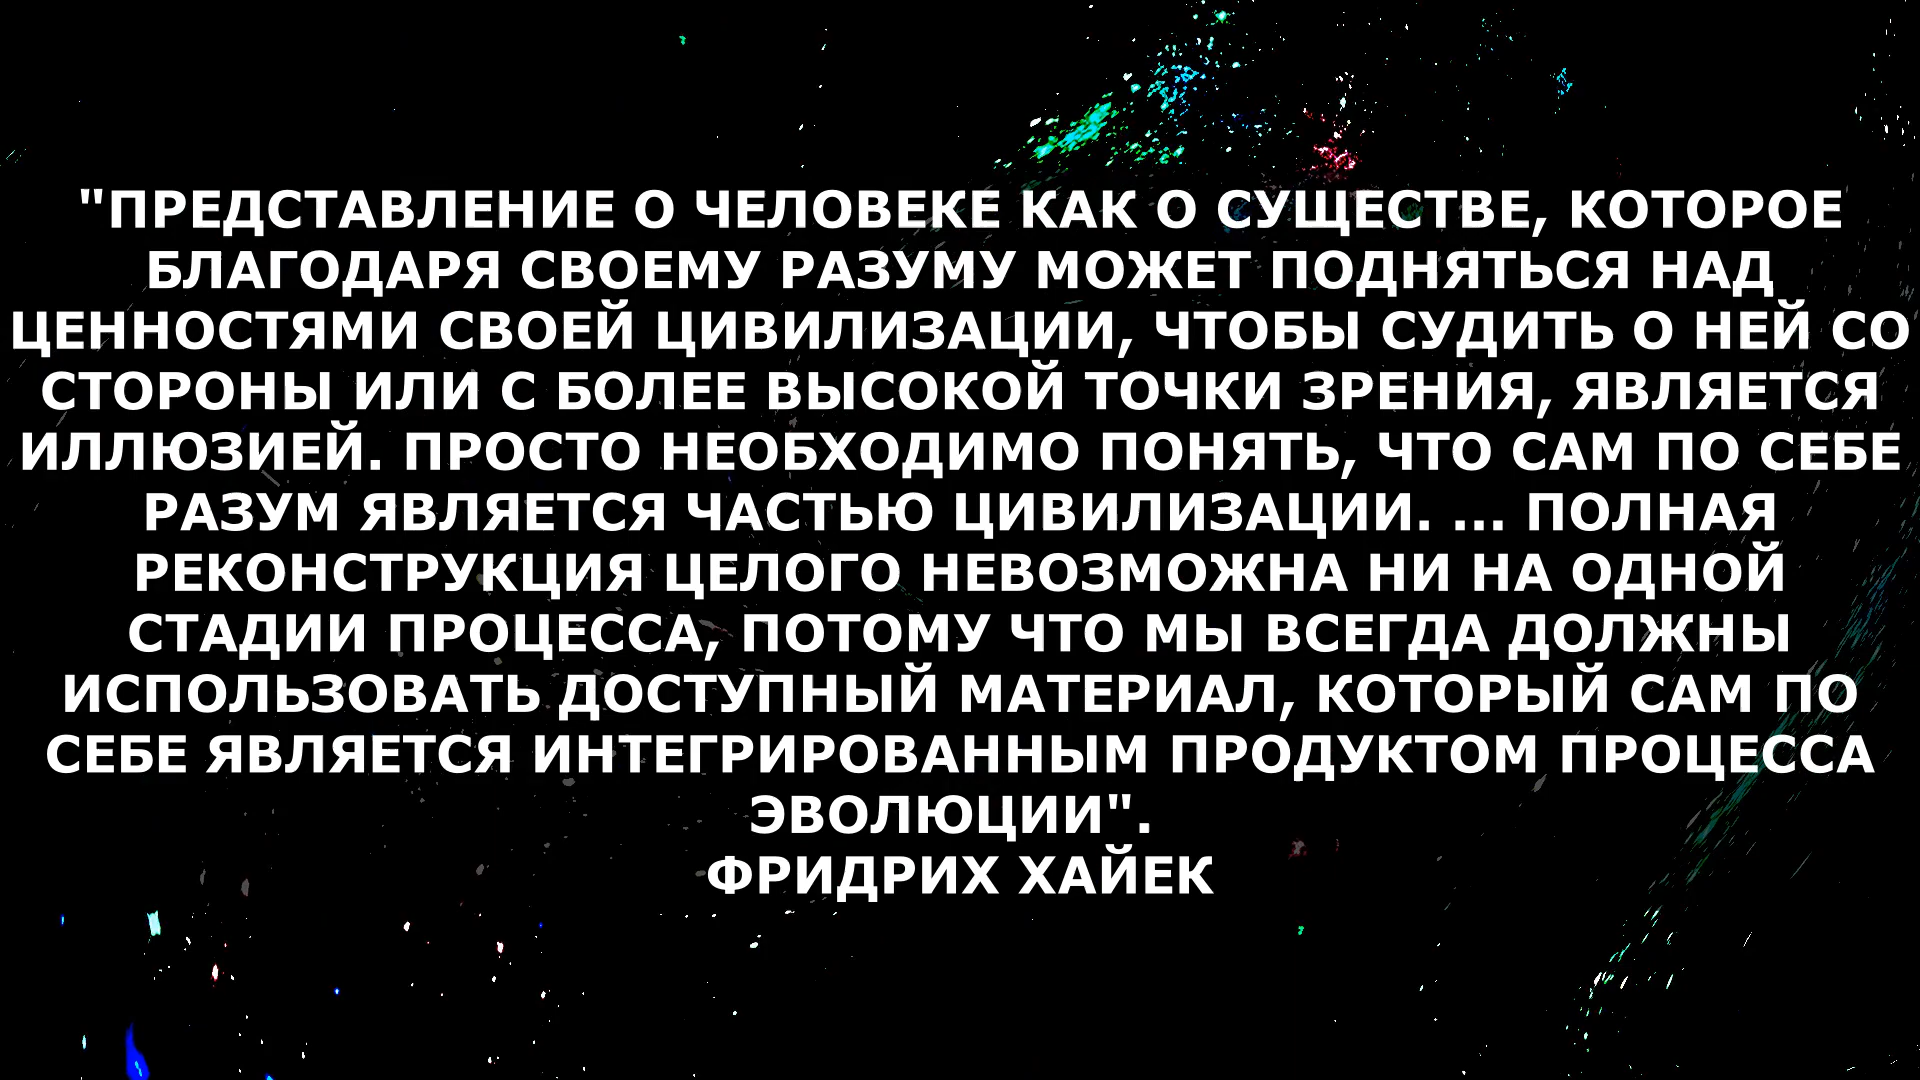 "ПРЕДСТАВЛЕНИЕ О ЧЕЛОВЕКЕ КАК О СУЩЕСТВЕ, КОТОРОЕ
БЛАГОДАРЯ СВОЕМУ РАЗУМУ МОЖЕТ ПОДНЯТЬСЯ НАД
ЦЕННОСТЯМИ СВОЕЙ ЦИВИЛИЗАЦИИ, ЧТОБЫ СУДИТЬ О НЕЙ СО
СТОРОНЫ ИЛИ С БОЛЕЕ ВЫСОКОЙ ТОЧКИ ЗРЕНИЯ, ЯВЛЯЕТСЯ
ИЛЛЮЗИЕЙ. ПРОСТО НЕОБХОДИМО ПОНЯТЬ, ЧТО САМ ПО СЕБЕ
РАЗУМ ЯВЛЯЕТСЯ ЧАСТЬЮ ЦИВИЛИЗАЦИИ. ... ПОЛНАЯ
РЕКОНСТРУКЦИЯ ЦЕЛОГО НЕВОЗМОЖНА НИ НА ОДНОЙ
СТАДИИ ПРОЦЕССА, ПОТОМУ ЧТО МЫ ВСЕГДА ДОЛЖНЫ
ИСПОЛЬЗОВАТЬ ДОСТУПНЫЙ МАТЕРИАЛ, КОТОРЫЙ САМ ПО
СЕБЕ ЯВЛЯЕТСЯ ИНТЕГРИРОВАННЫМ ПРОДУКТОМ ПРОЦЕССА
ЭВОЛЮЦИИ".
ФРИДРИХ ХАЙЕК